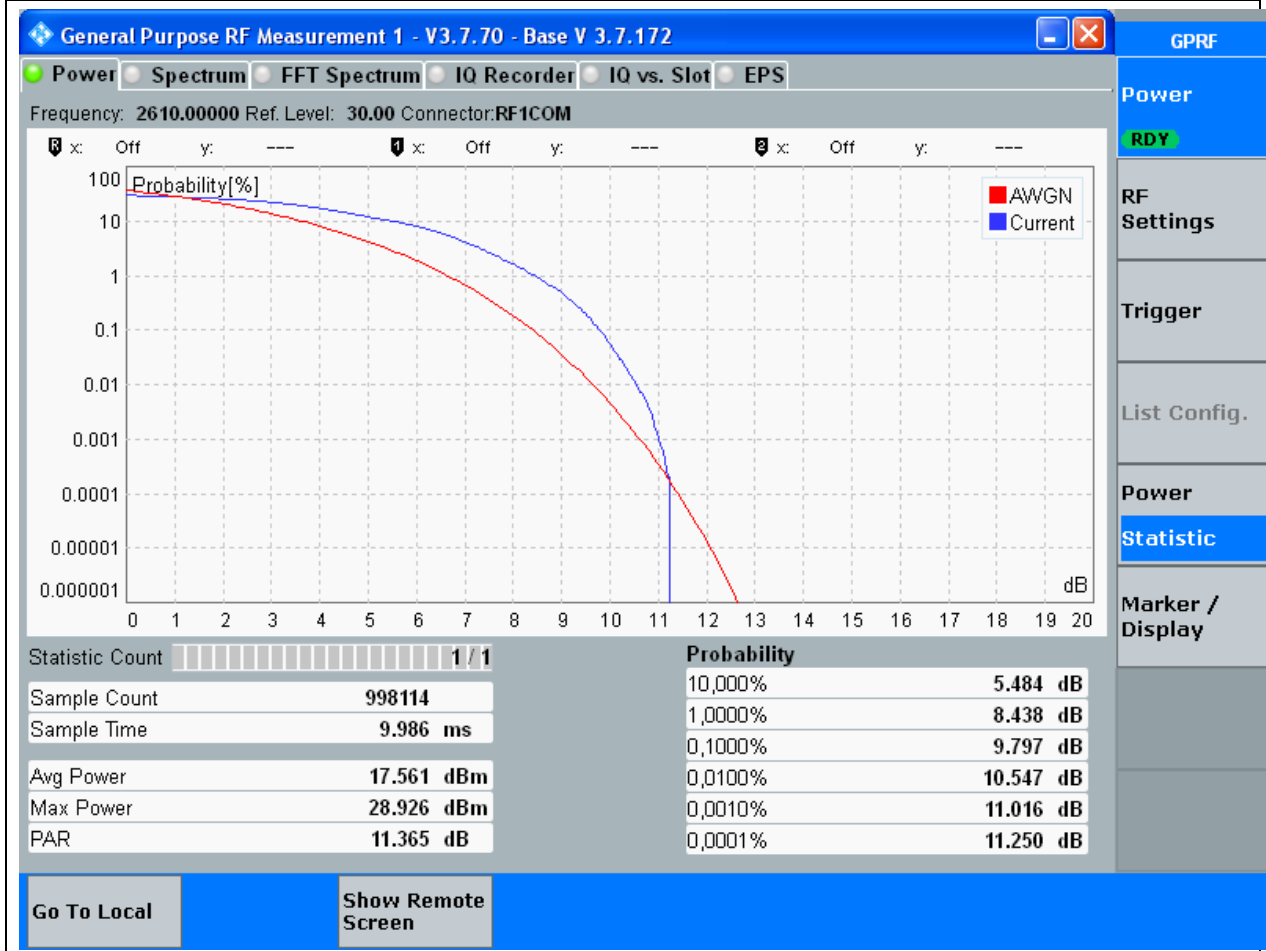 General Purpose RF Measurement 1 - V3.7.70 - Base V 3.7.172
GPRF
Power Spectrum FFT Spectrum IQ Recorder IQ vs. Slot EPS
Frequency: 2610.00000 Ref. Level: 30.00 Connector:RF1COM
R x: Off y: --- 1 x: Off y: --- 2 x: Off y: ---
Probability[%]
AWGN
Current
100
10
1
0.1
0.01
0.001
0.0001
0.00001
0.000001
dB
0 1 2 3 4 5 6 7 8 9 10 11 12 13 14 15 16 17 18 19 20
Statistic Count 1 / 1
Sample Count 998114
Sample Time 9.986 ms
Avg Power 17.561 dBm
Max Power 28.926 dBm
PAR 11.365 dB
Probability
10,000% 5.484 dB
1,0000% 8.438 dB
0,1000% 9.797 dB
0,0100% 10.547 dB
0,0010% 11.016 dB
0,0001% 11.250 dB
Power
RDY
RF
Settings
Trigger
List Config.
Power
Statistic
Marker /
Display
Go To Local
Show Remote
Screen